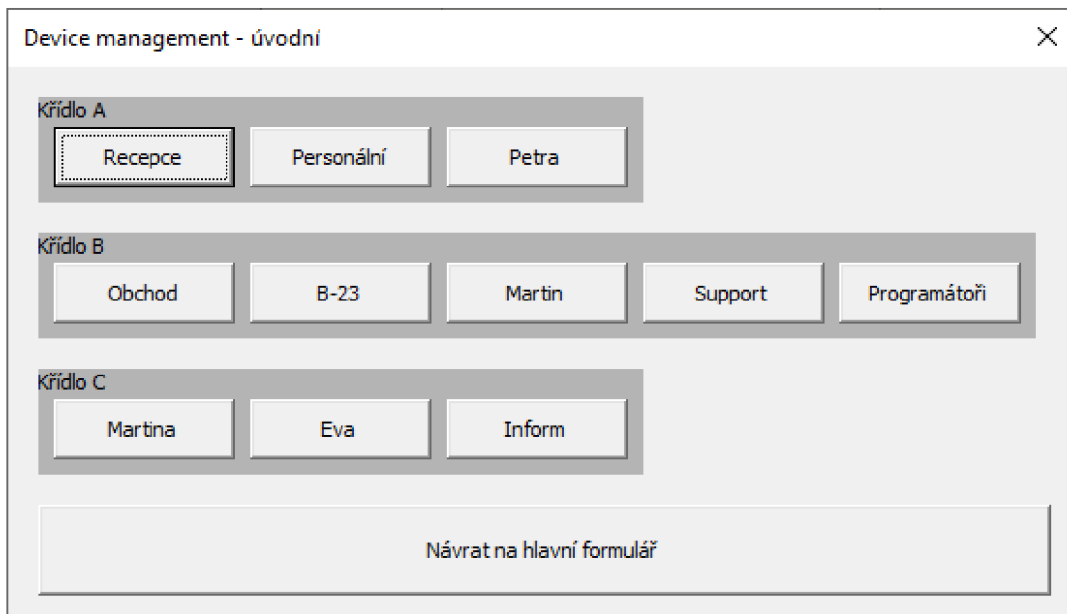 Device management - úvodní
Křídlo A
Recepce Personální Petra
Křídlo B
Obchod B-23 Martin Support Programátoři
Křídlo C
Martina Eva Inform
Návrat na hlavní formulář